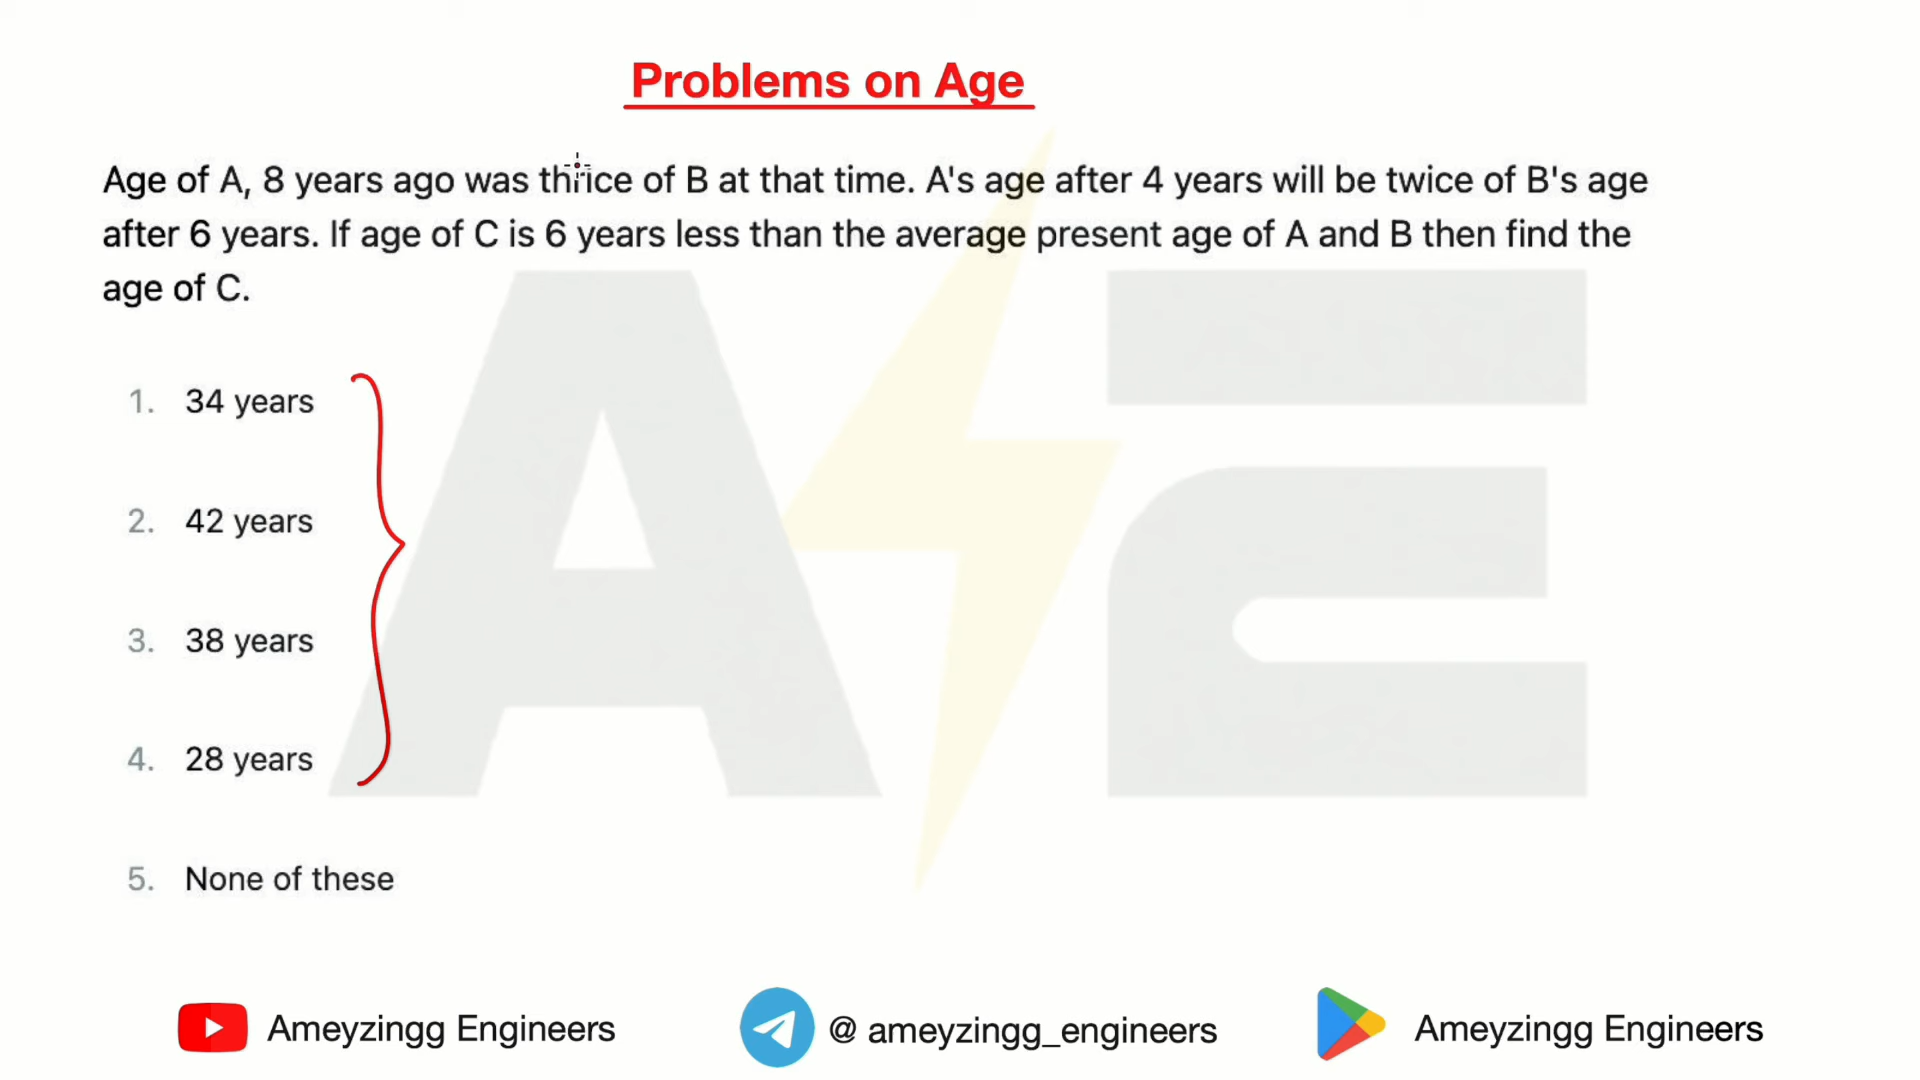 Problems on Age
Age of A, 8 years ago was thrice of B at that time. A's age after 4 years will be twice of B's age
after 6 years. If age of C is 6 years less than the average present age of A and B then find the
age of C.
1. 34 years
2. 42 years
3. 38 years
4. 28 years
5. None of these
Ameyzingg Engineers @ ameyzingg_engineers Ameyzingg Engineers